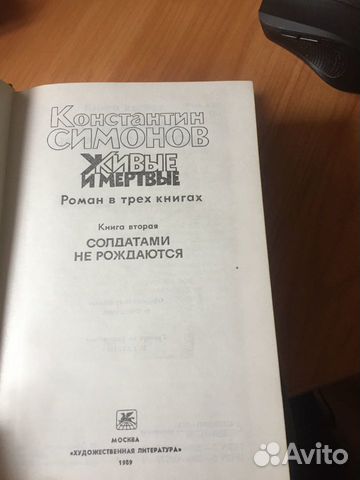 Константин
СИМОНОВ
ЖИВЫЕ
И МЕРТВЫЕ
Роман в трех книгах
Книга вторая
СОЛДАТАМИ
НЕ РОЖДАЮТСЯ
МОСКВА
«ХУДОЖЕСТВЕННАЯ ЛИТЕРАТУРА»
1989
Avito